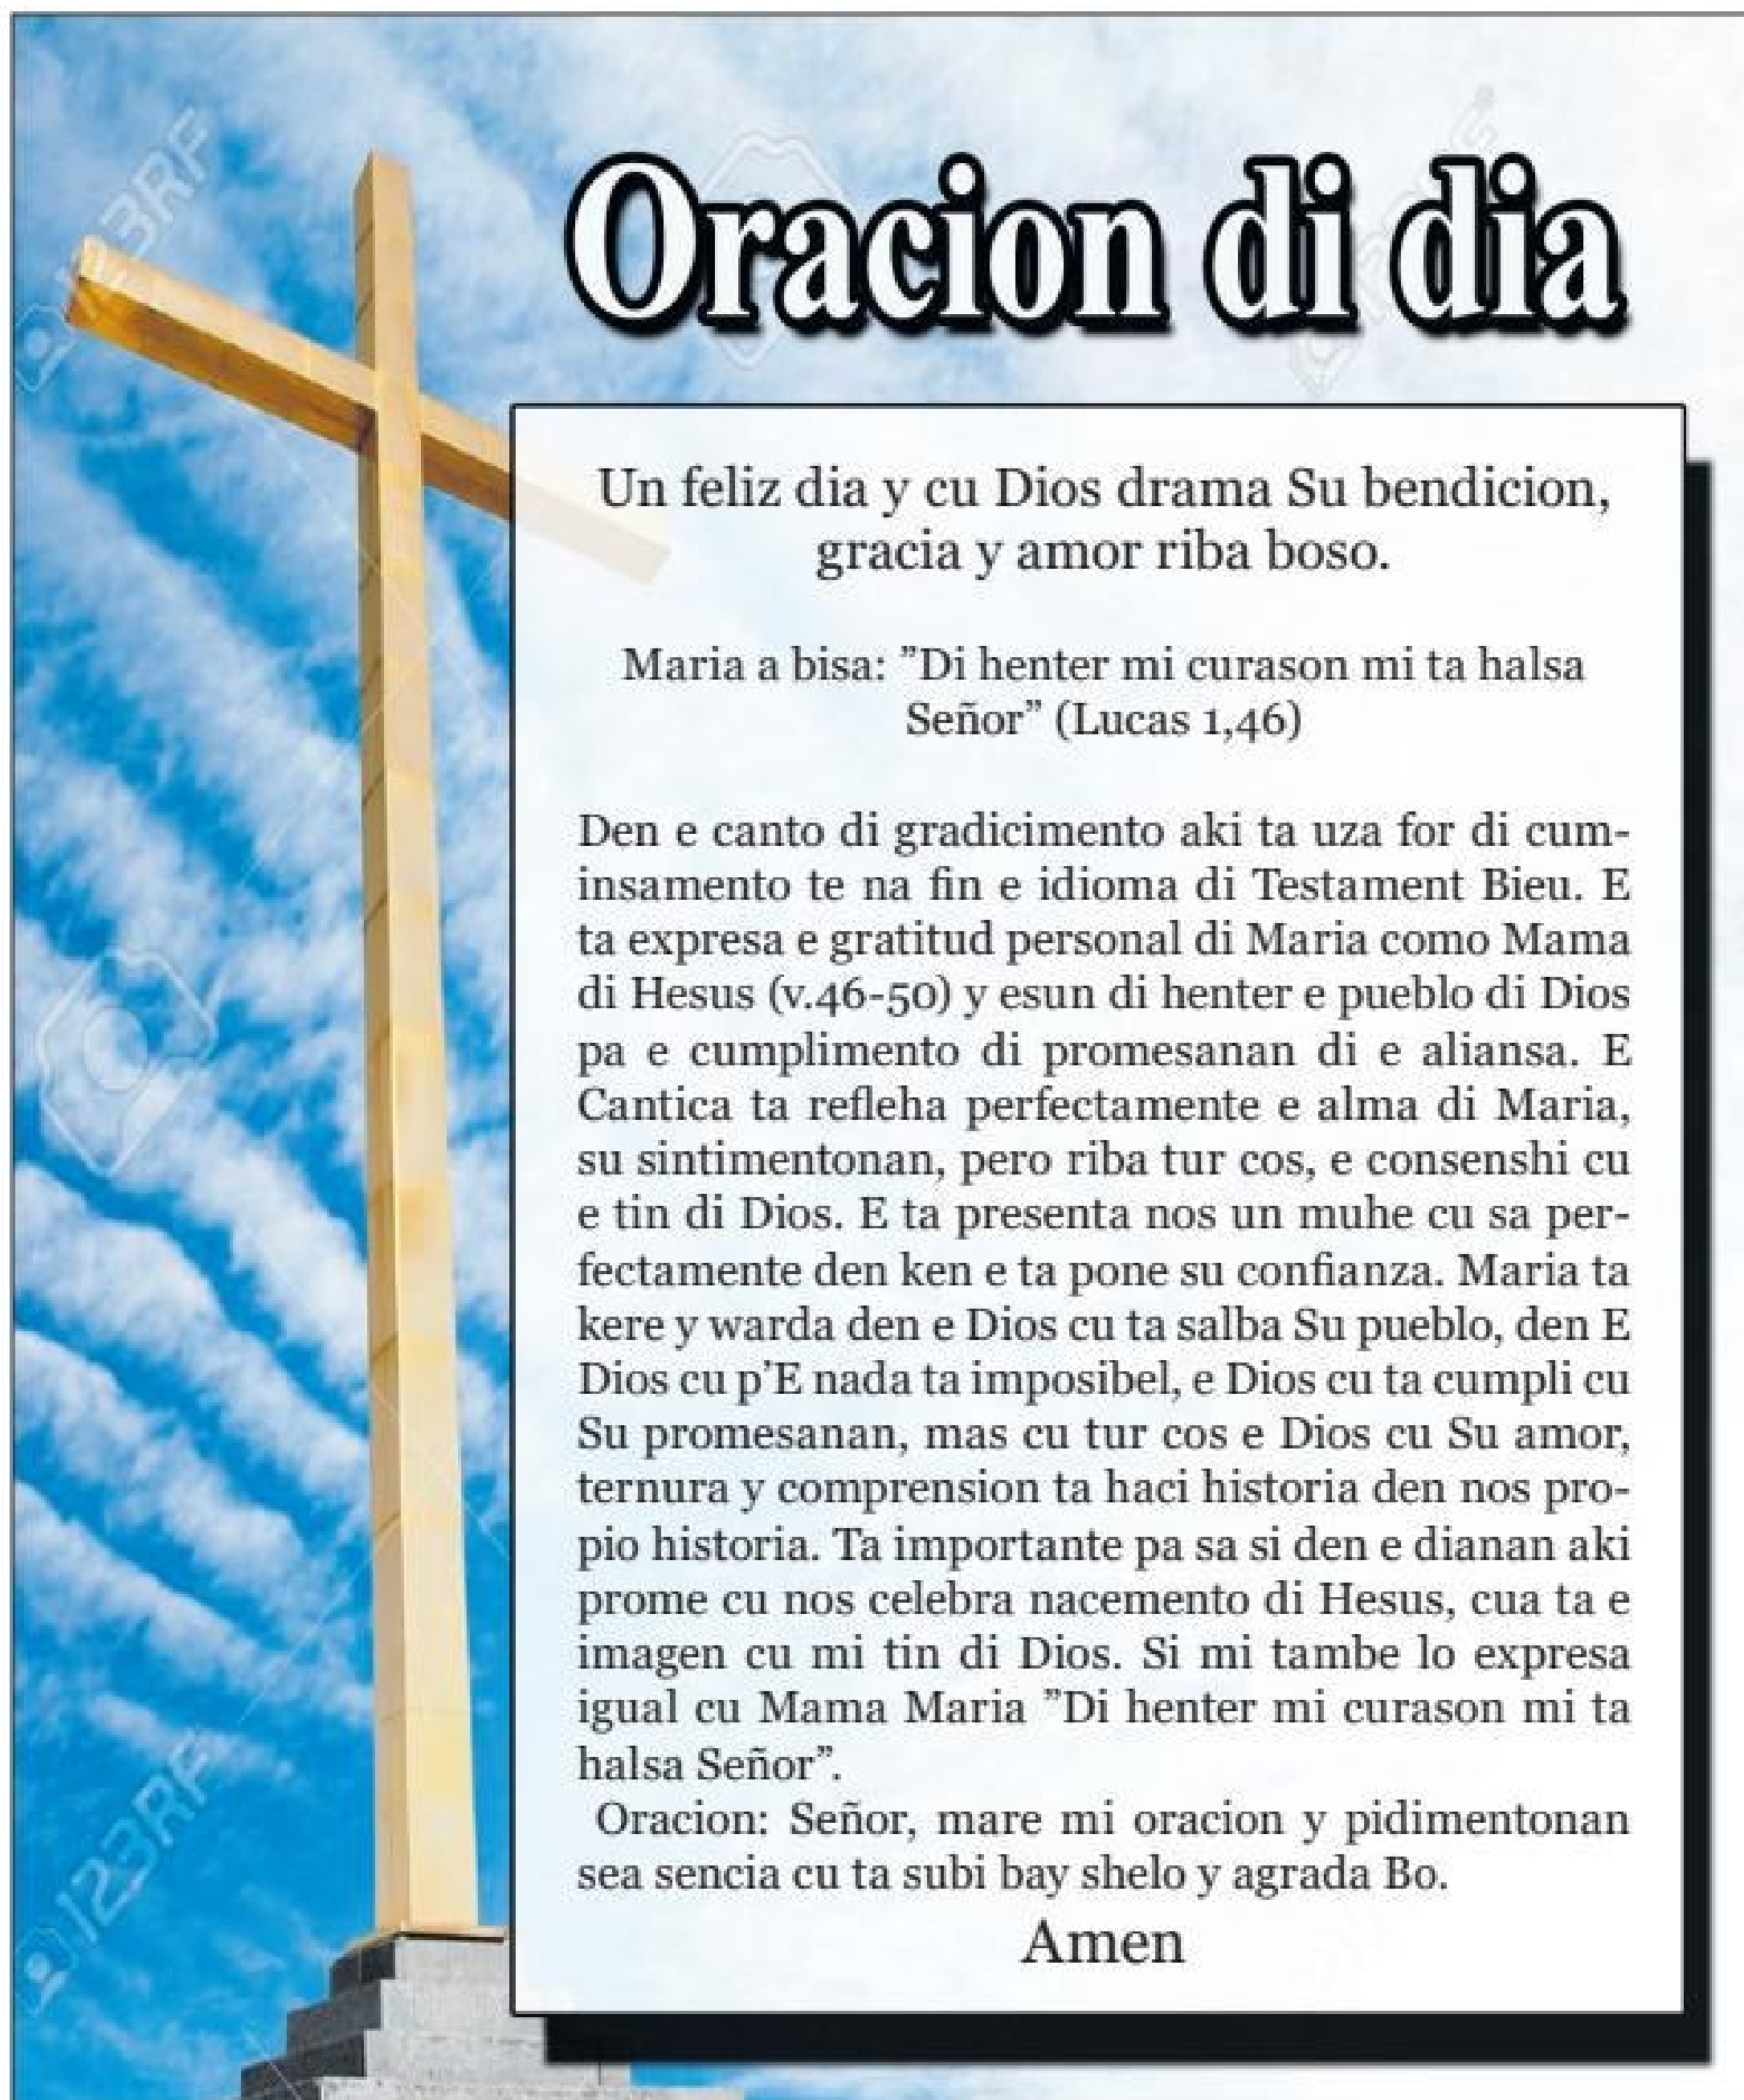 Oracion di dia
Un feliz dia y cu Dios drama Su bendicion,
gracia y amor riba boso.
Maria a bisa: ”Di henter mi curason mi ta halsa
Señor” (Lucas 1,46)
Den e canto di gradicimento aki ta uza for di cum-
insamento te na fin e idioma di Testament Bieu. E
ta expresa e gratitud personal di Maria como Mama
di Hesus (v.46-50) y esun di henter e pueblo di Dios
pa e cumplimento di promesanan di e aliansa. E
Cantica ta refleha perfectamente e alma di Maria,
su sintimentonan, pero riba tur cos, e consenshi cu
e tin di Dios. E ta presenta nos un muhe cu sa per-
fectamente den ken e ta pone su confianza. Maria ta
kere y warda den e Dios cu ta salba Su pueblo, den E
Dios cu p’E nada ta imposibel, e Dios cu ta cumpli cu
Su promesanan, mas cu tur cos e Dios cu Su amor,
ternura y comprension ta haci historia den nos pro-
pio historia. Ta importante pa sa si den e dianan aki
prome cu nos celebra nacemento di Hesus, cua ta e
imagen cu mi tin di Dios. Si mi tambe lo expresa
igual cu Mama Maria ”Di henter mi curason mi ta
halsa Señor”.
Oracion: Señor, mare mi oracion y pidimentonan
sea sencia cu ta subi bay shelo y agrada Bo.
Amen
123RF
123RF